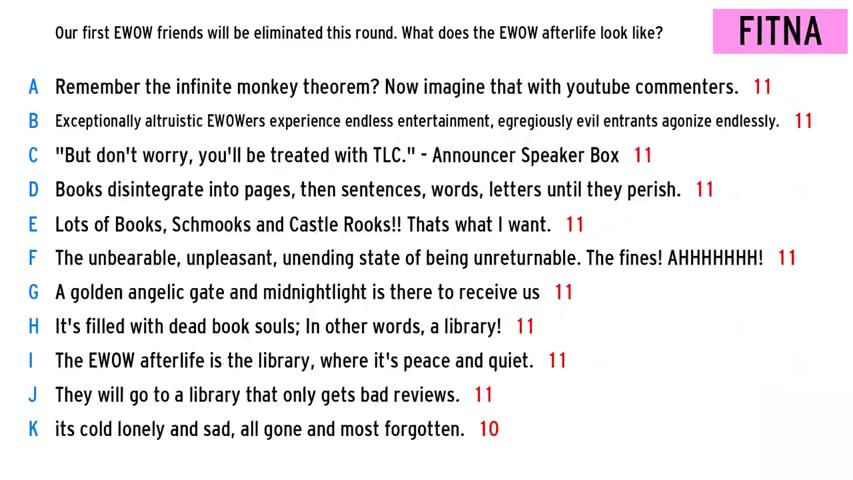 Our first EWOW friends will be eliminated this round. What does the EWOW afterlife look like?
FITNA
A Remember the infinite monkey theorem? Now imagine that with youtube commenters. 11
B Exceptionally altruistic EWOWers experience endless entertainment, egregiously evil entrants agonize endlessly. 11
C "But don't worry, you'll be treated with TLC." - Announcer Speaker Box 11
D Books disintegrate into pages, then sentences, words, letters until they perish. 11
E Lots of Books, Schmooks and Castle Rooks!! Thats what I want. 11
F The unbearable, unpleasant, unending state of being unreturnable. The fines! AHHHHHHH! 11
G A golden angelic gate and midnightlight is there to receive us 11
H It's filled with dead book souls; In other words, a library! 11
I The EWOW afterlife is the library, where it's peace and quiet. 11
J They will go to a library that only gets bad reviews. 11
K its cold lonely and sad, all gone and most forgotten. 10